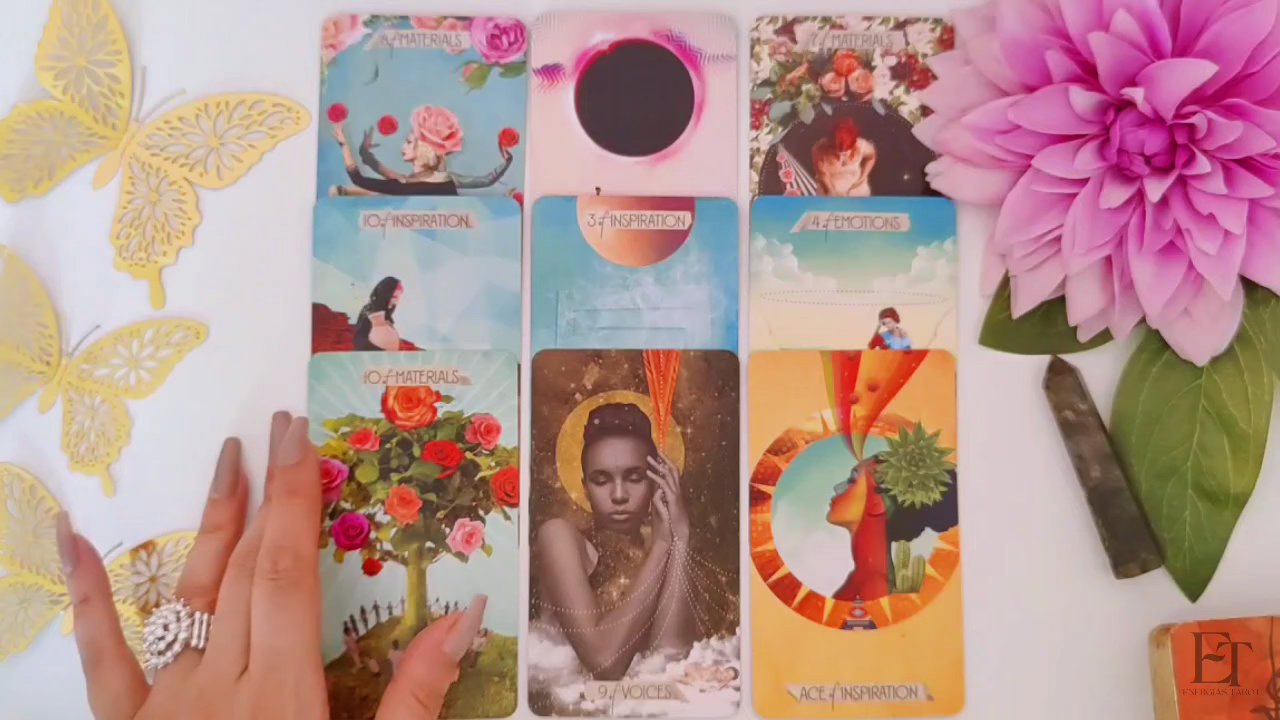 8 of MATERIALS
7 of MATERIALS
10 of INSPIRATION
3 of INSPIRATION
4 of EMOTIONS
10 of MATERIALS
9 of VOICES
ACE of INSPIRATION
ET
ENERGIAS TAROT